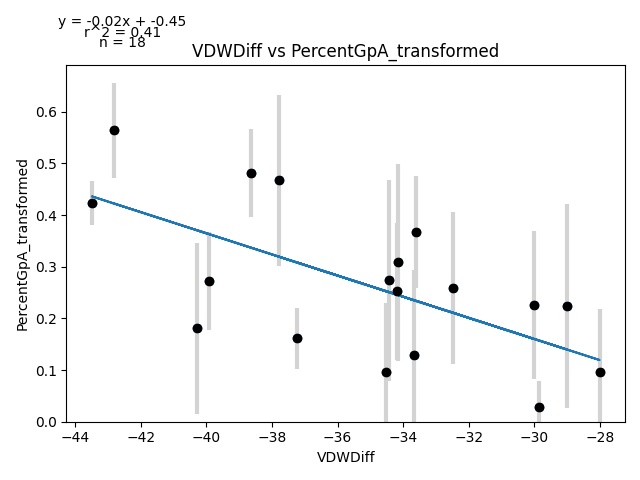 y = -0.02x + -0.45
r^2 = 0.41
n = 18
VDWDiff vs PercentGpA_transformed
PercentGpA_transformed
0.6
0.5
0.4
0.3
0.2
0.1
0.0
−44
−42
−40
−38
−36
−34
−32
−30
−28
VDWDiff